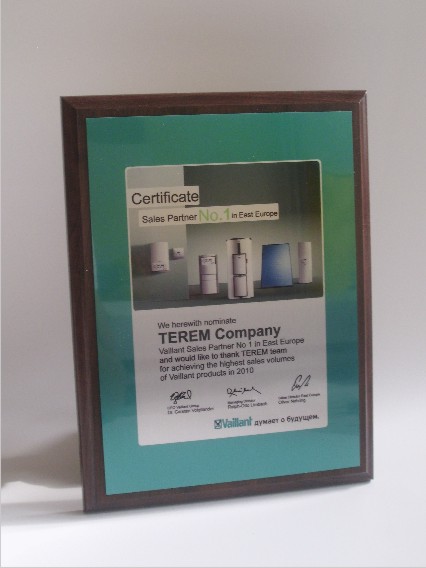 Certificate
Sales Partner No.1 in East Europe
We herewith nominate
TEREM Company
Vaillant Sales Partner No 1 in East Europe
and would like to thank TEREM team
for achieving the highest sales volumes
of Vaillant products in 2010
Vaillant думает о будущем.